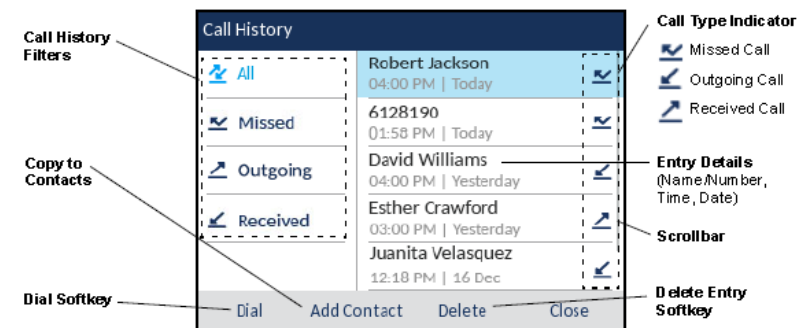 Call History
Filters
Copy to
Contacts
Dial Softkey
Call History
All
Missed
Outgoing
Received
Robert Jackson
04:00 PM | Today
6128190
01:58 PM | Today
David Williams
04:00 PM | Yesterday
Esther Crawford
03:00 PM | Yesterday
Juanita Velasquez
12:18 PM | 16 Dec
Dial Add Contact Delete Close
Call Type Indicator
Missed Call
Outgoing Call
Received Call
Entry Details
(Name/Number,
Time, Date)
Scrollbar
Delete Entry
Softkey